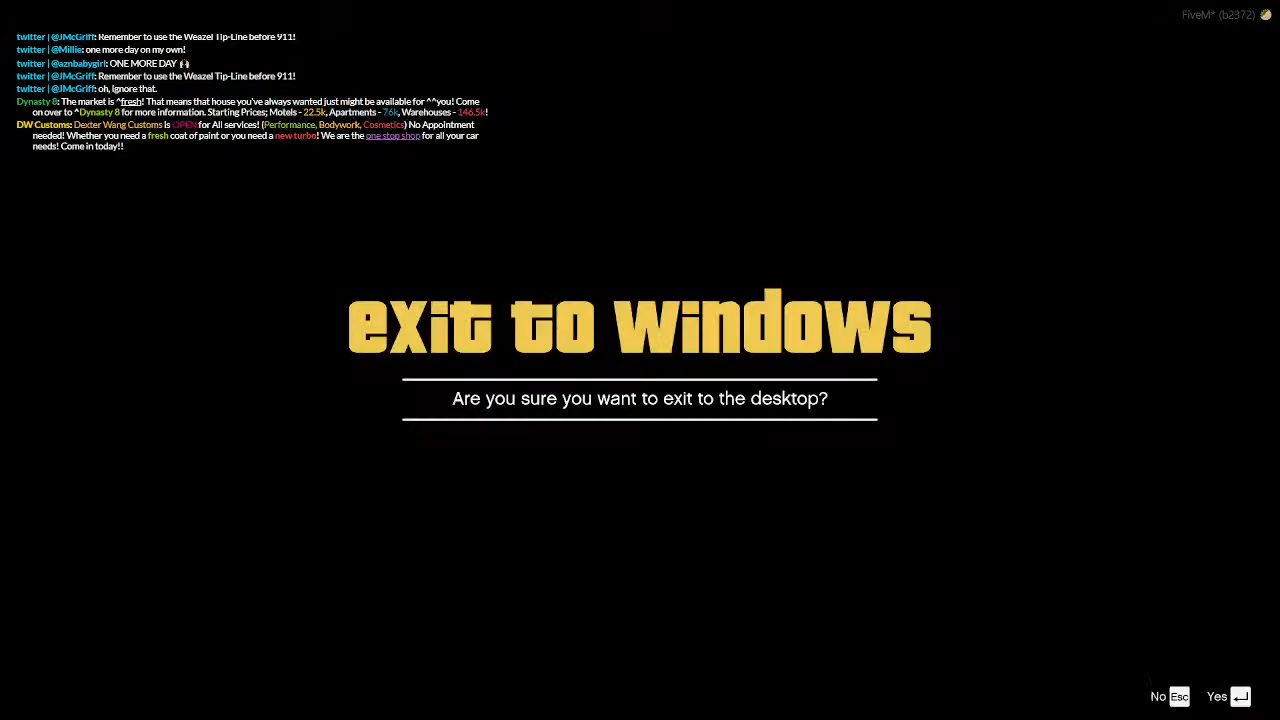 FiveM* (b2372)
twitter | @JMcGriff: Remember to use the Weazel Tip-Line before 911!
twitter | @Millie: one more day on my own!
twitter | @aznbabygirl: ONE MORE DAY
twitter | @JMcGriff: Remember to use the Weazel Tip-Line before 911!
twitter | @JMcGriff: oh, ignore that.
Dynasty 8: The market is ^fresh! That means that house you've always wanted just might be available for ^^you! Come
on over to ^Dynasty 8 for more information. Starting Prices; Motels - 22.5k, Apartments - 76k, Warehouses - 146.5k!
DW Customs: Dexter Wang Customs is OPEN for All services! (Performance, Bodywork, Cosmetics) No Appointment
needed! Whether you need a fresh coat of paint or you need a new turbo! We are the one stop shop for all your car
needs! Come in today!!
exit to windows
Are you sure you want to exit to the desktop?
No Esc Yes